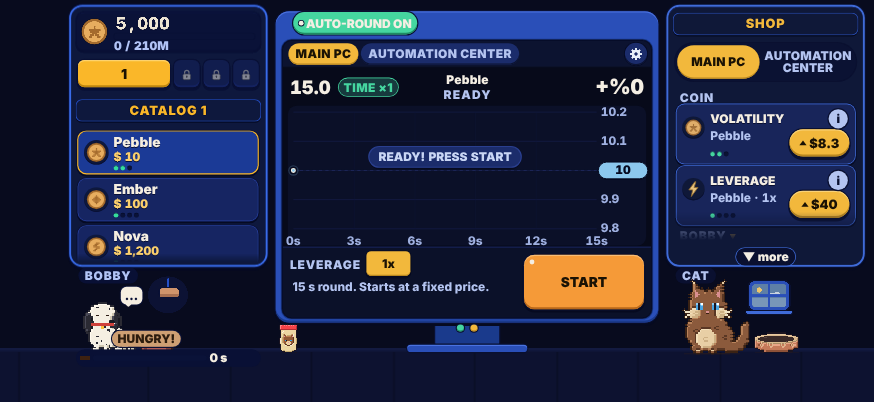 5,000
0 / 210M
1
CATALOG 1
Pebble
$ 10
Ember
$ 100
Nova
$ 1,200
BOBBY
...
HUNGRY!
0 s
AUTO-ROUND ON
MAIN PC
AUTOMATION CENTER
15.0
TIME ×1
Pebble
READY
+%0
10.2
10.1
READY! PRESS START
10
9.9
9.8
0s 3s 6s 9s 12s 15s
LEVERAGE
1x
15 s round. Starts at a fixed price.
START
SHOP
MAIN PC
AUTOMATION
CENTER
COIN
VOLATILITY
i
Pebble
$8.3
LEVERAGE
i
Pebble · 1x
$40
BOBBY
▼ more
CAT